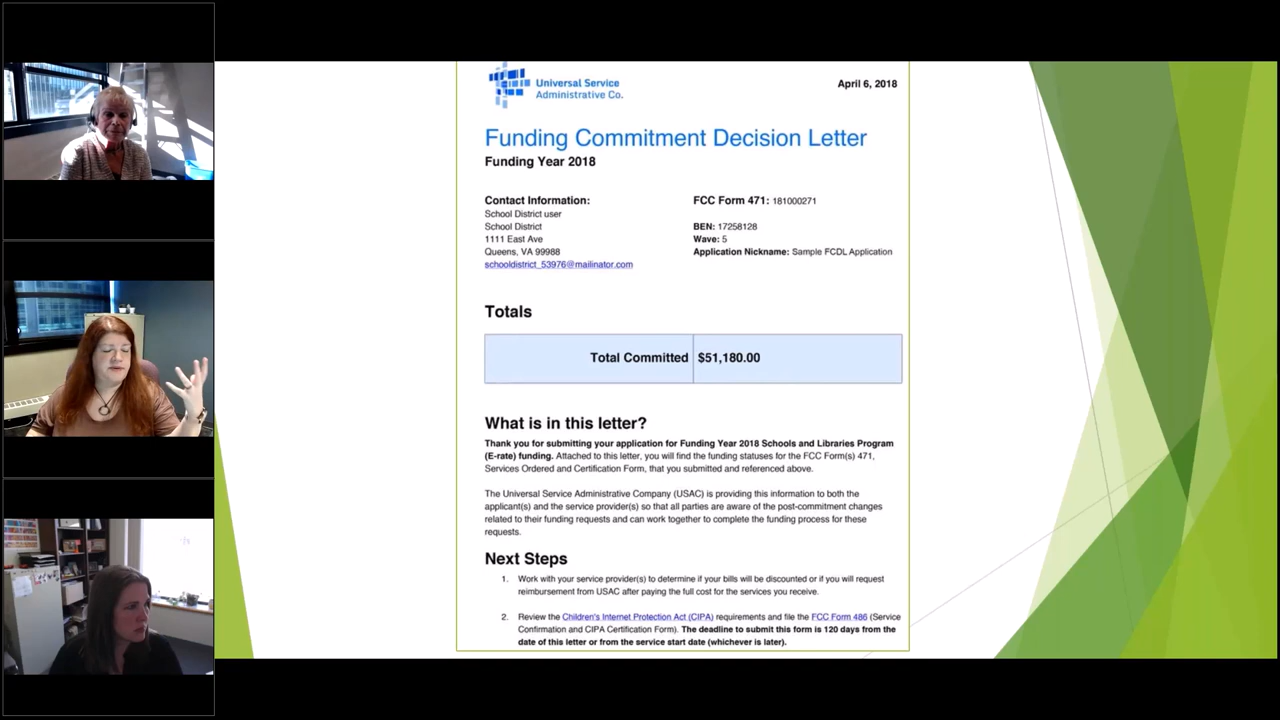 Universal Service
Administrative Co.
April 6, 2018
Funding Commitment Decision Letter
Funding Year 2018
Contact Information:
School District user
School District
1111 East Ave
Queens, VA 99988
schooldistrict_53976@mailinator.com
FCC Form 471: 181000271
BEN: 17258128
Wave: 5
Application Nickname: Sample FCDL Application
Totals
Total Committed $51,180.00
What is in this letter?
Thank you for submitting your application for Funding Year 2018 Schools and Libraries Program
(E-rate) funding. Attached to this letter, you will find the funding statuses for the FCC Form(s) 471,
Services Ordered and Certification Form, that you submitted and referenced above.
The Universal Service Administrative Company (USAC) is providing this information to both the
applicant(s) and the service provider(s) so that all parties are aware of the post-commitment changes
related to their funding requests and can work together to complete the funding process for these
requests.
Next Steps
1. Work with your service provider(s) to determine if your bills will be discounted or if you will request
reimbursement from USAC after paying the full cost for the services you receive.
2. Review the Children's Internet Protection Act (CIPA) requirements and file the FCC Form 486 (Service
Confirmation and CIPA Certification Form). The deadline to submit this form is 120 days from the
date of this letter or from the service start date (whichever is later).